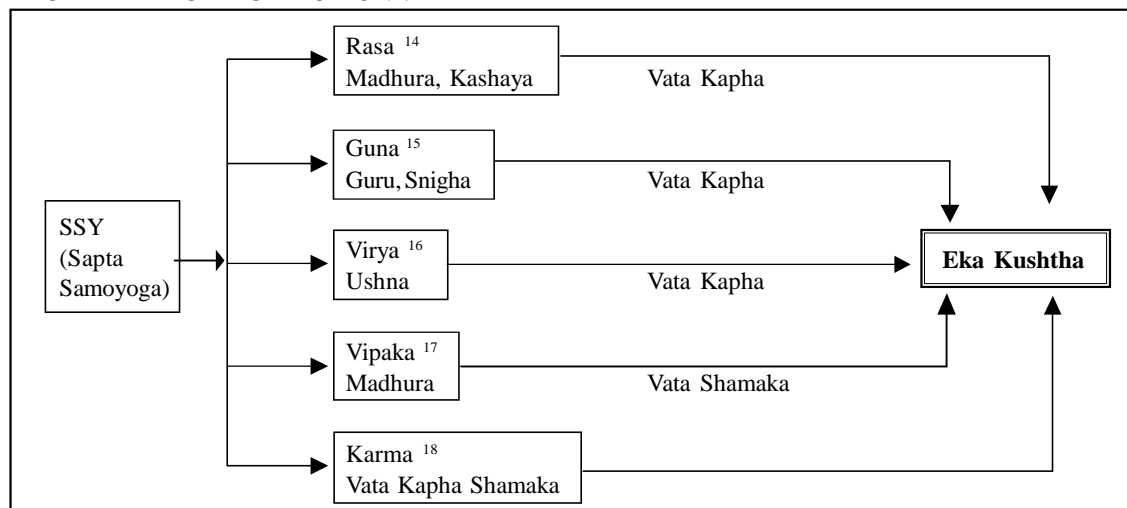 Rasa 14
Madhura, Kashaya
Vata Kapha
Guna 15
Guru, Snigha
Vata Kapha
SSY
(Sapta
Samoyoga)
Virya 16
Ushna
Vata Kapha
Eka Kushtha
Vipaka 17
Madhura
Vata Shamaka
Karma 18
Vata Kapha Shamaka